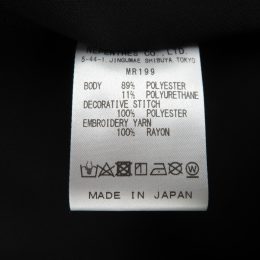 NEPENTHES CO., LTD
5-44-1, JINGUMAE SHIBUYA TOKYO
MR199
BODY 89% POLYESTER
11% POLYURETHANE
DECORATIVE STITCH
100% POLYESTER
EMBROIDERY YARN
100% RAYON
MADE IN JAPAN